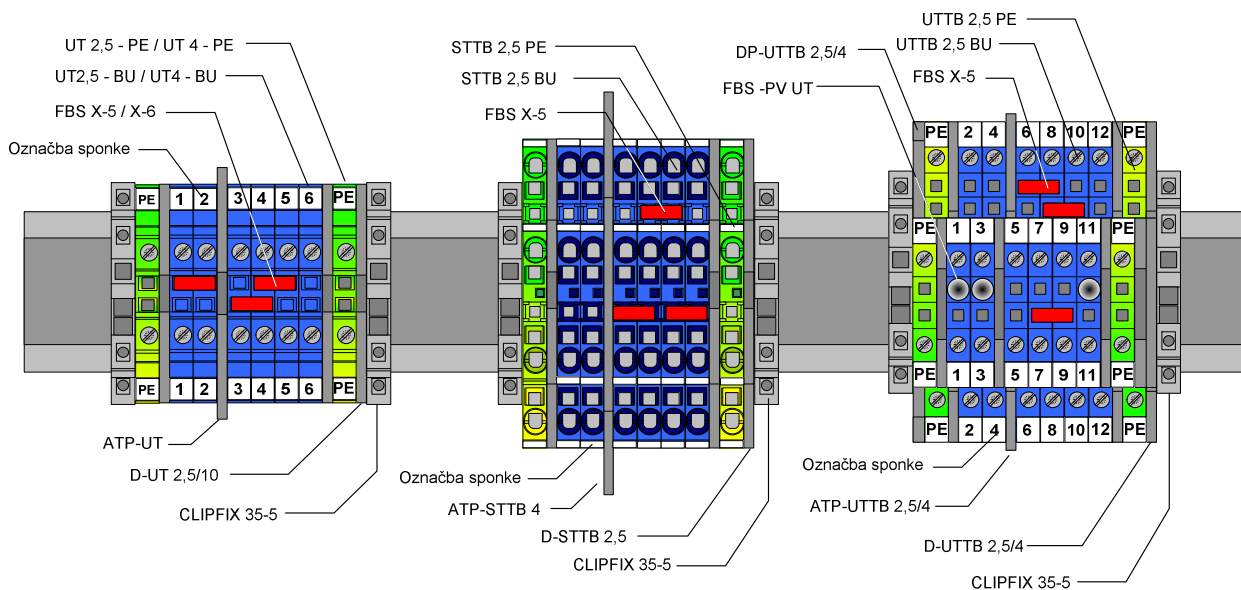 UT 2,5 - PE / UT 4 - PE
UT2,5 - BU / UT4 - BU
FBS X-5 / X-6
Označba sponke
PE 1 2 3 4 5 6 PE
PE 1 2 3 4 5 6 PE
ATP-UT
D-UT 2,5/10
CLIPFIX 35-5
STTB 2,5 PE
STTB 2,5 BU
FBS X-5
Označba sponke
ATP-STTB 4
D-STTB 2,5
CLIPFIX 35-5
UTTB 2,5 PE
UTTB 2,5 BU
DP-UTTB 2,5/4
FBS X-5
FBS -PV UT
PE 2 4 6 8 10 12 PE
PE 1 3 5 7 9 11 PE
PE 1 3 5 7 9 11 PE
PE 2 4 6 8 10 12 PE
Označba sponke
ATP-UTTB 2,5/4
D-UTTB 2,5/4
CLIPFIX 35-5